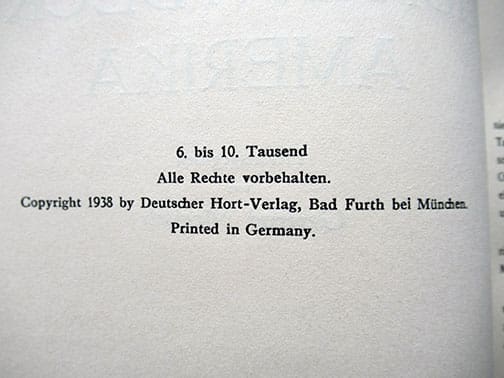 AMERIKA
6. bis 10. Tausend
Alle Rechte vorbehalten.
Copyright 1938 by Deutscher Hort-Verlag, Bad Furth bei München.
Printed in Germany.